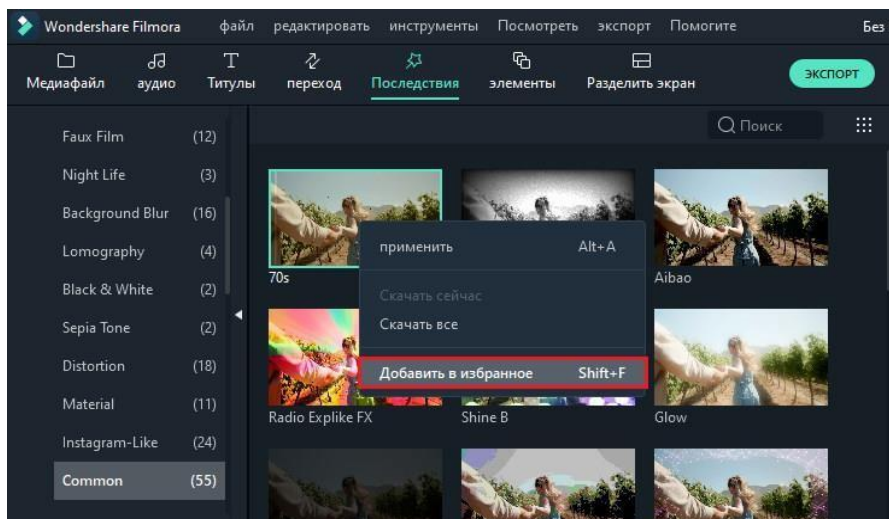 Wondershare Filmora файл редактировать инструменты Посмотреть экспорт Помогите Без
Медиафайл аудио Титулы переход Последствия элементы Разделить экран ЭКСПОРТ
Поиск
Faux Film (12)
Night Life (3)
Background Blur (16)
Lomography (4)
Black & White (2)
Sepia Tone (2)
Distortion (18)
Material (11)
Instagram-Like (24)
Common (55)
70s
Aibao
применить Alt+A
Скачать сейчас
Скачать все
Добавить в избранное Shift+F
Radio Explike FX
Shine B
Glow